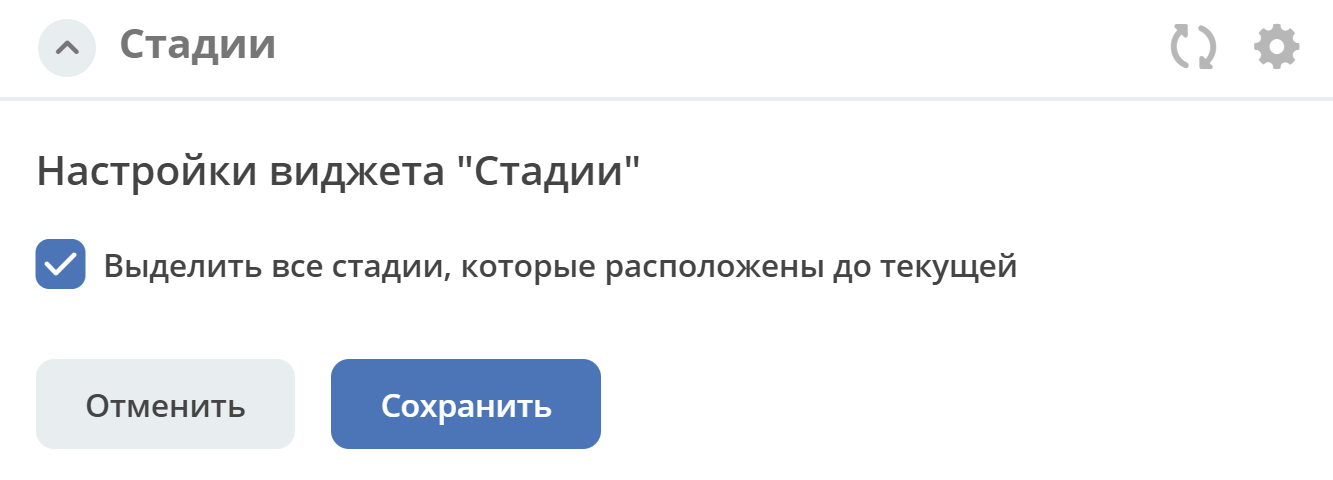 Стадии
Настройки виджета "Стадии"
Выделить все стадии, которые расположены до текущей
Отменить
Сохранить